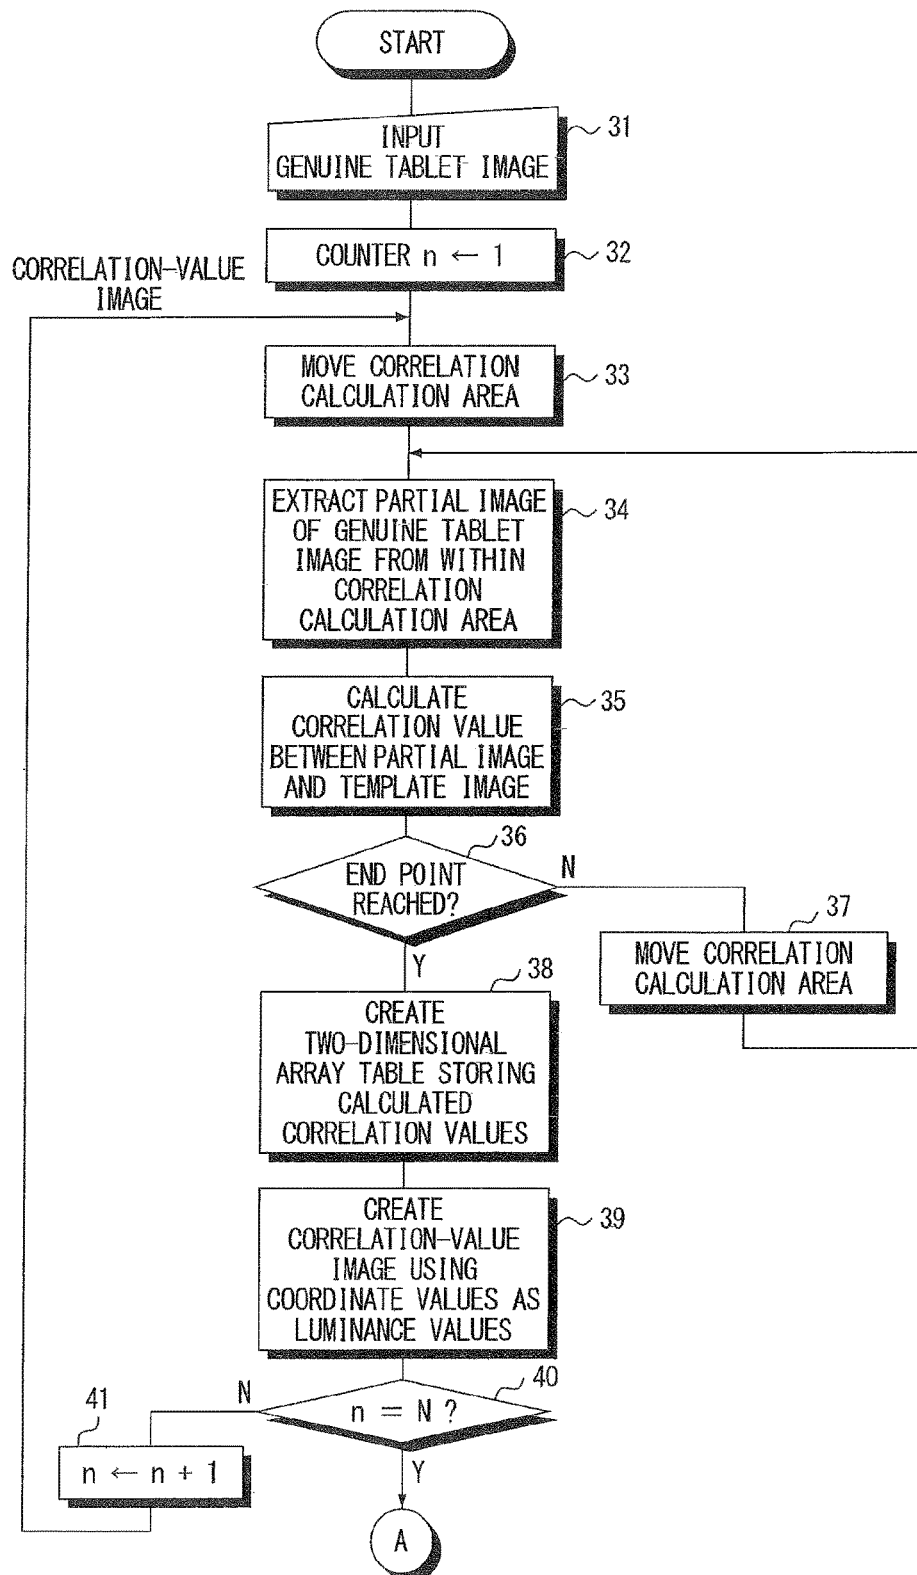 START
INPUT
GENUINE TABLET IMAGE
31
COUNTER n ← 1
32
CORRELATION-VALUE
IMAGE
MOVE CORRELATION
CALCULATION AREA
33
EXTRACT PARTIAL IMAGE
OF GENUINE TABLET
IMAGE FROM WITHIN
CORRELATION
CALCULATION AREA
34
CALCULATE
CORRELATION VALUE
BETWEEN PARTIAL IMAGE
AND TEMPLATE IMAGE
35
36
END POINT
REACHED?
N
Y
37
MOVE CORRELATION
CALCULATION AREA
38
CREATE
TWO-DIMENSIONAL
ARRAY TABLE STORING
CALCULATED
CORRELATION VALUES
CREATE
CORRELATION-VALUE
IMAGE USING
COORDINATE VALUES AS
LUMINANCE VALUES
39
40
n = N ?
N
Y
41
n ← n + 1
A